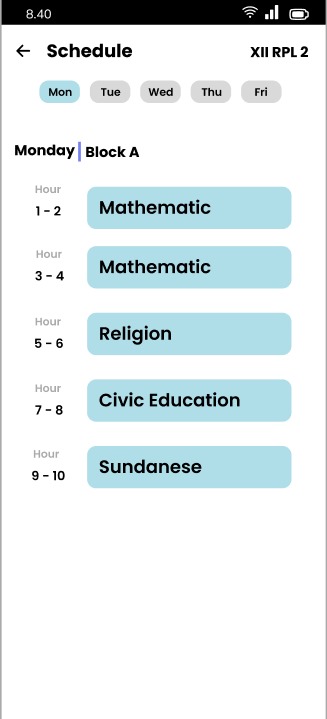 8.40
Schedule XII RPL 2
Mon Tue Wed Thu Fri
Monday Block A
Hour
1 - 2
Mathematic
Hour
3 - 4
Mathematic
Hour
5 - 6
Religion
Hour
7 - 8
Civic Education
Hour
9 - 10
Sundanese